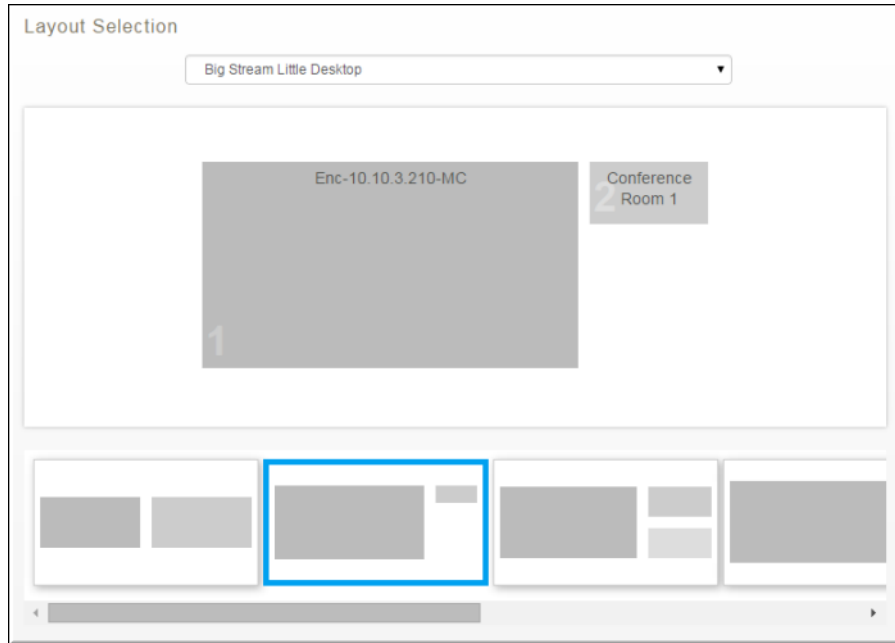 Layout Selection
Big Stream Little Desktop
Enc-10.10.3.210-MC
1
Conference
2
Room 1